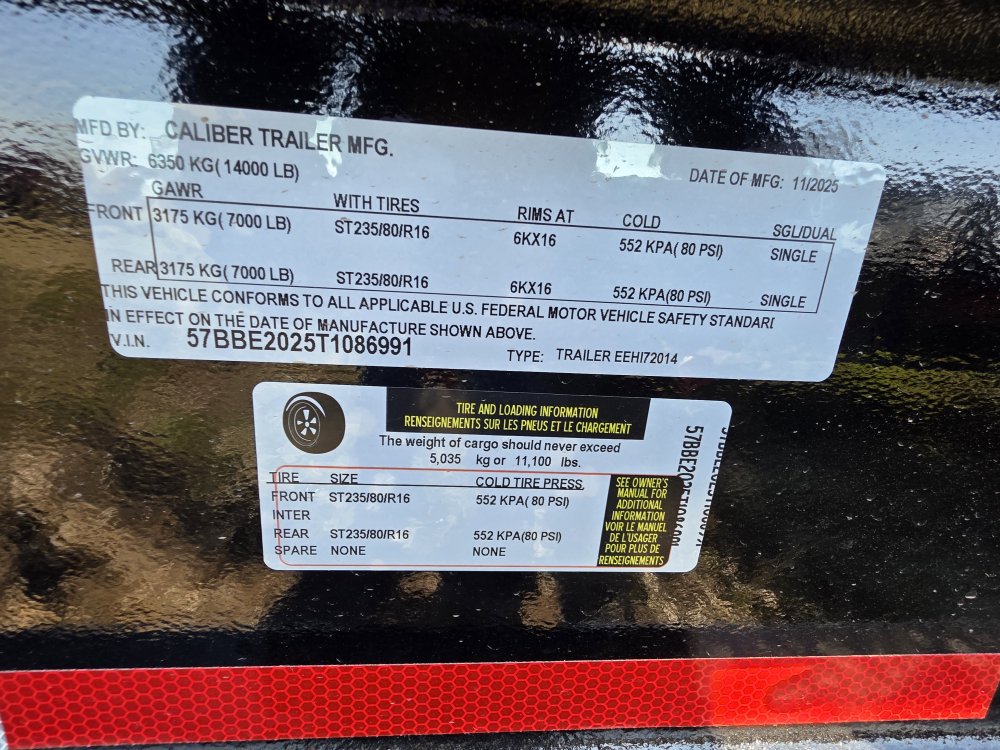 MFD BY: CALIBER TRAILER MFG.
GVWR: 6350 KG( 14000 LB)
DATE OF MFG: 11/2025
GAWR WITH TIRES RIMS AT COLD SGL/DUAL
FRONT 3175 KG( 7000 LB) ST235/80/R16 6KX16 552 KPA( 80 PSI) SINGLE
REAR 3175 KG( 7000 LB) ST235/80/R16 6KX16 552 KPA(80 PSI) SINGLE
THIS VEHICLE CONFORMS TO ALL APPLICABLE U.S. FEDERAL MOTOR VEHICLE SAFETY STANDARD
IN EFFECT ON THE DATE OF MANUFACTURE SHOWN ABOVE.
V.I.N. 57BBE2025T1086991
TYPE: TRAILER EEHI72014
TIRE AND LOADING INFORMATION
RENSEIGNEMENTS SUR LES PNEUS ET LE CHARGEMENT
The weight of cargo should never exceed
5,035 kg or 11,100 lbs.
TIRE SIZE COLD TIRE PRESS.
FRONT ST235/80/R16 552 KPA( 80 PSI)
INTER
REAR ST235/80/R16 552 KPA(80 PSI)
SPARE NONE NONE
SEE OWNER'S
MANUAL FOR
ADDITIONAL
INFORMATION
VOIR LE MANUEL
DE L'USAGER
POUR PLUS DE
RENSEIGNEMENTS
57BBE2025T1086991